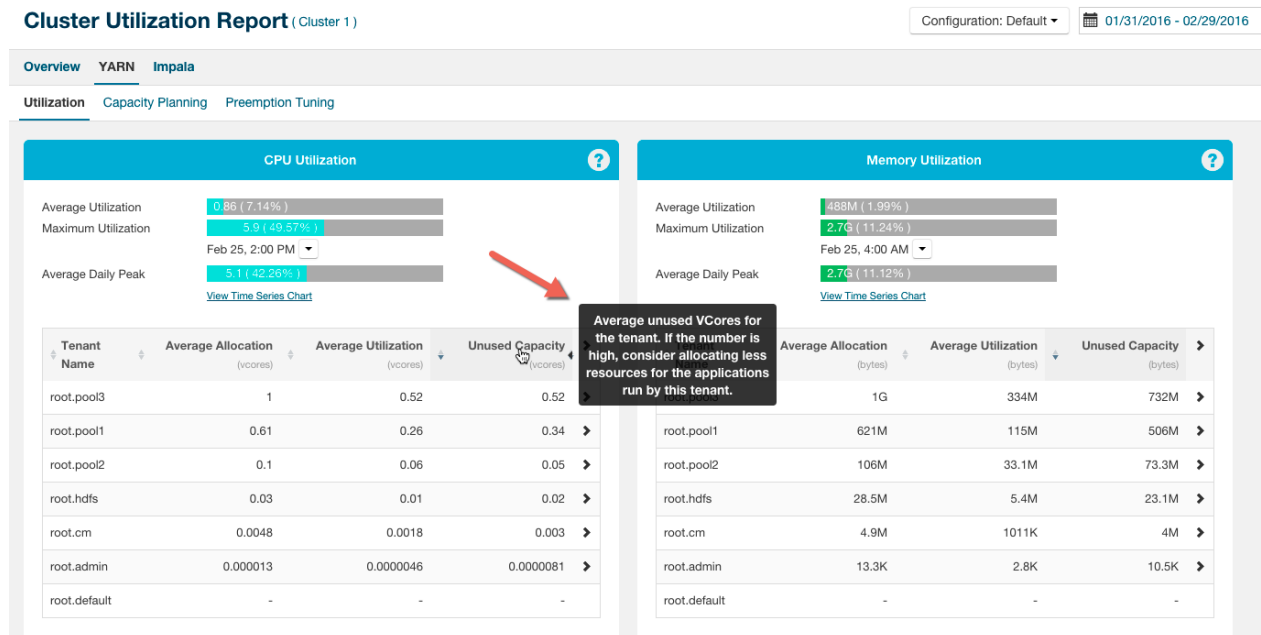 Cluster Utilization Report ( Cluster 1 )
Configuration: Default
01/31/2016 - 02/29/2016
Overview YARN Impala
Utilization Capacity Planning Preemption Tuning
CPU Utilization ?
Average Utilization 0.86 ( 7.14% )
Maximum Utilization 5.9 ( 49.57% )
Feb 25, 2:00 PM
Average Daily Peak 5.1 ( 42.26% )
View Time Series Chart
Tenant Name Average Allocation (vcores) Average Utilization (vcores) Unused Capacity (vcores)
root.pool3 1 0.52 0.52
root.pool1 0.61 0.26 0.34
root.pool2 0.1 0.06 0.05
root.hdfs 0.03 0.01 0.02
root.cm 0.0048 0.0018 0.003
root.admin 0.000013 0.0000046 0.0000081
root.default - - -
Average unused VCores for
the tenant. If the number is
high, consider allocating less
resources for the applications
run by this tenant.
Memory Utilization ?
Average Utilization 488M ( 1.99% )
Maximum Utilization 2.7G ( 11.24% )
Feb 25, 4:00 AM
Average Daily Peak 2.7G ( 11.12% )
View Time Series Chart
Tenant Name Average Allocation (bytes) Average Utilization (bytes) Unused Capacity (bytes)
root.pool3 1G 334M 732M
root.pool1 621M 115M 506M
root.pool2 106M 33.1M 73.3M
root.hdfs 28.5M 5.4M 23.1M
root.cm 4.9M 1011K 4M
root.admin 13.3K 2.8K 10.5K
root.default - - -